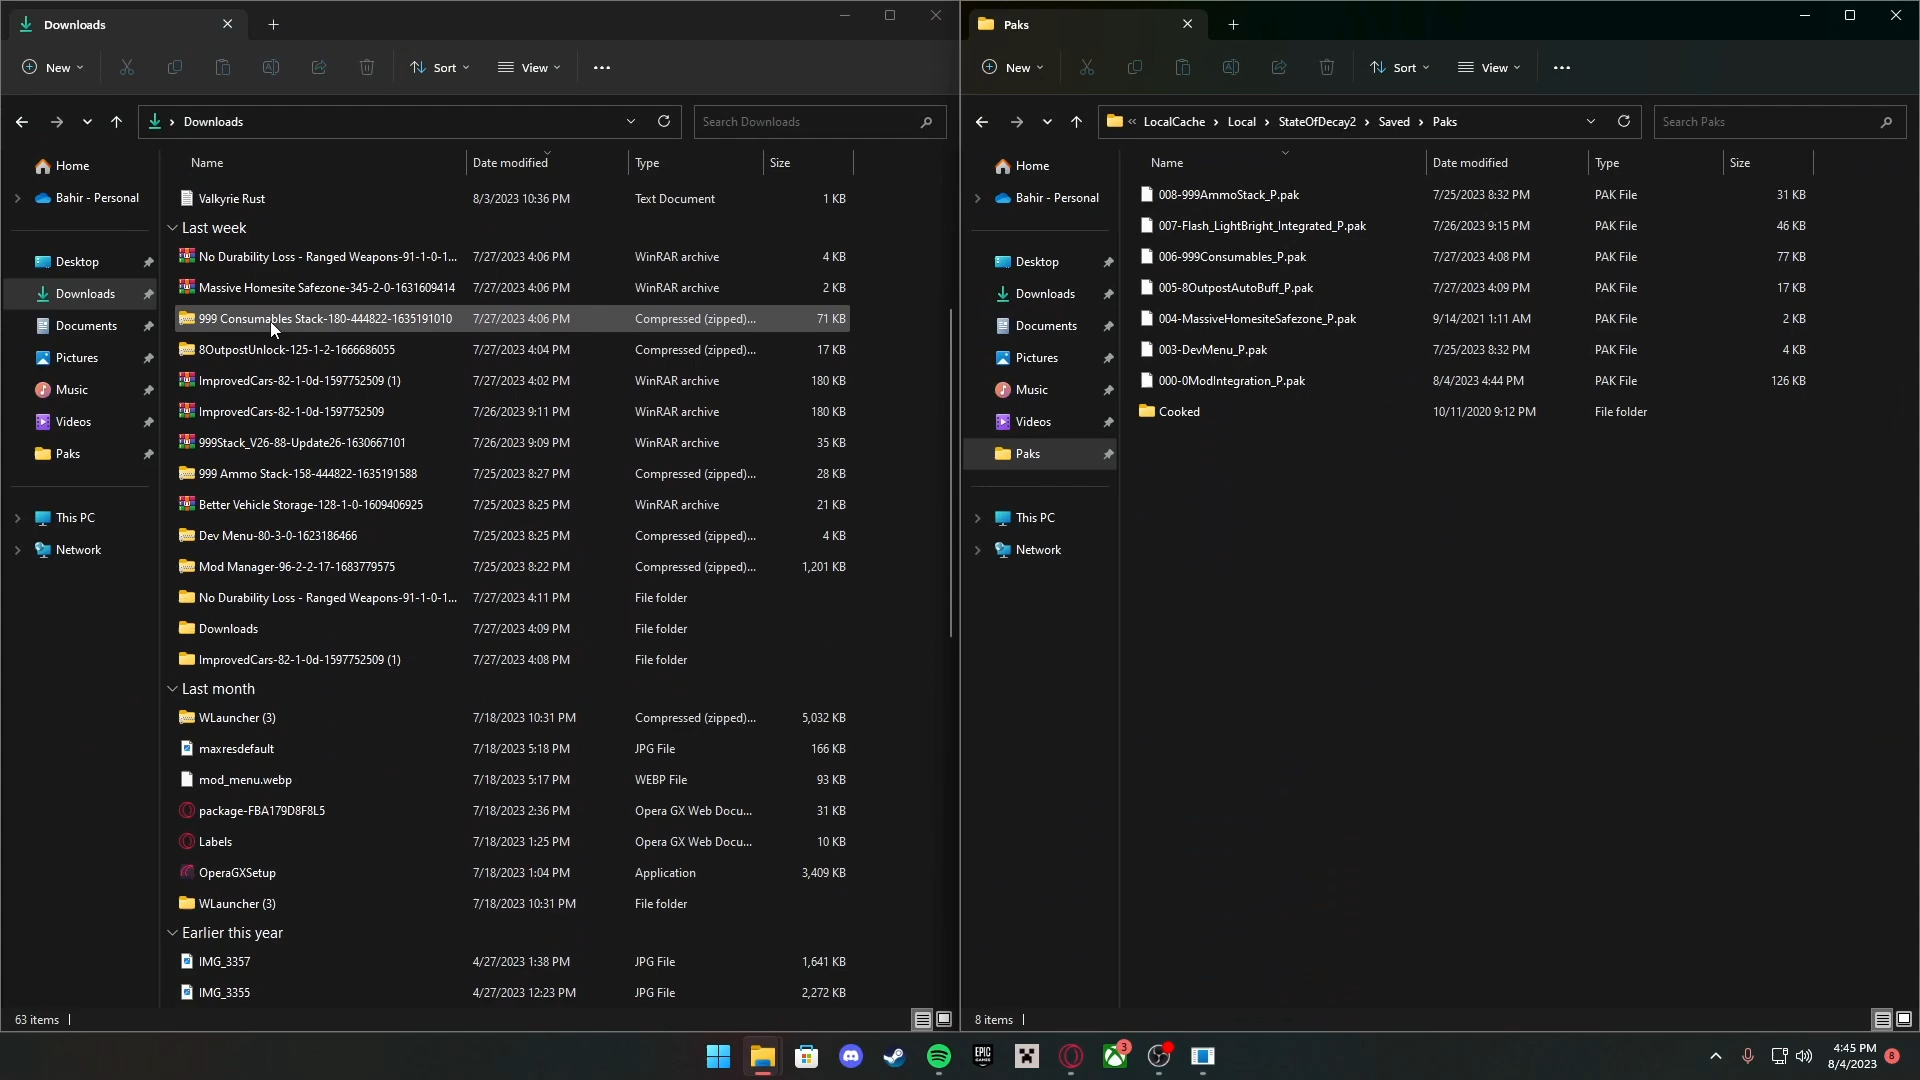 Downloads
New
Sort
View
Downloads
Search Downloads
Home
Bahir - Personal
Desktop
Downloads
Documents
Pictures
Music
Videos
Paks
This PC
Network
Name Date modified Type Size
Valkyrie Rust 8/3/2023 10:36 PM Text Document 1 KB
Last week
No Durability Loss - Ranged Weapons-91-1-0-1... 7/27/2023 4:06 PM WinRAR archive 4 KB
Massive Homesite Safezone-345-2-0-1631609414 7/27/2023 4:06 PM WinRAR archive 2 KB
999 Consumables Stack-180-444822-1635191010 7/27/2023 4:06 PM Compressed (zipped)... 71 KB
8OutpostUnlock-125-1-2-1666686055 7/27/2023 4:04 PM Compressed (zipped)... 17 KB
ImprovedCars-82-1-0d-1597752509 (1) 7/27/2023 4:02 PM WinRAR archive 180 KB
ImprovedCars-82-1-0d-1597752509 7/26/2023 9:11 PM WinRAR archive 180 KB
999Stack_V26-88-Update26-1630667101 7/26/2023 9:09 PM WinRAR archive 35 KB
999 Ammo Stack-158-444822-1635191588 7/25/2023 8:27 PM Compressed (zipped)... 28 KB
Better Vehicle Storage-128-1-0-1609406925 7/25/2023 8:25 PM WinRAR archive 21 KB
Dev Menu-80-3-0-1623186466 7/25/2023 8:25 PM Compressed (zipped)... 4 KB
Mod Manager-96-2-2-17-1683779575 7/25/2023 8:22 PM Compressed (zipped)... 1,201 KB
No Durability Loss - Ranged Weapons-91-1-0-1... 7/27/2023 4:11 PM File folder
Downloads 7/27/2023 4:09 PM File folder
ImprovedCars-82-1-0d-1597752509 (1) 7/27/2023 4:08 PM File folder
Last month
WLauncher (3) 7/18/2023 10:31 PM Compressed (zipped)... 5,032 KB
maxresdefault 7/18/2023 5:18 PM JPG File 166 KB
mod_menu.webp 7/18/2023 5:17 PM WEBP File 93 KB
package-FBA179D8F8L5 7/18/2023 2:36 PM Opera GX Web Docu... 31 KB
Labels 7/18/2023 1:25 PM Opera GX Web Docu... 10 KB
OperaGXSetup 7/18/2023 1:04 PM Application 3,409 KB
WLauncher (3) 7/18/2023 10:31 PM File folder
Earlier this year
IMG_3357 4/27/2023 1:38 PM JPG File 1,641 KB
IMG_3355 4/27/2023 12:23 PM JPG File 2,272 KB
63 items
Paks
New
Sort
View
LocalCache Local StateOfDecay2 Saved Paks
Search Paks
Home
Bahir - Personal
Desktop
Downloads
Documents
Pictures
Music
Videos
Paks
This PC
Network
Name Date modified Type Size
008-999AmmoStack_P.pak 7/25/2023 8:32 PM PAK File 31 KB
007-Flash_LightBright_Integrated_P.pak 7/26/2023 9:15 PM PAK File 46 KB
006-999Consumables_P.pak 7/27/2023 4:08 PM PAK File 77 KB
005-8OutpostAutoBuff_P.pak 7/27/2023 4:09 PM PAK File 17 KB
004-MassiveHomesiteSafezone_P.pak 9/14/2021 1:11 AM PAK File 2 KB
003-DevMenu_P.pak 7/25/2023 8:32 PM PAK File 4 KB
000-0ModIntegration_P.pak 8/4/2023 4:44 PM PAK File 126 KB
Cooked 10/11/2020 9:12 PM File folder
8 items
EPIC
GAMES
3
4:45 PM
8/4/2023
8